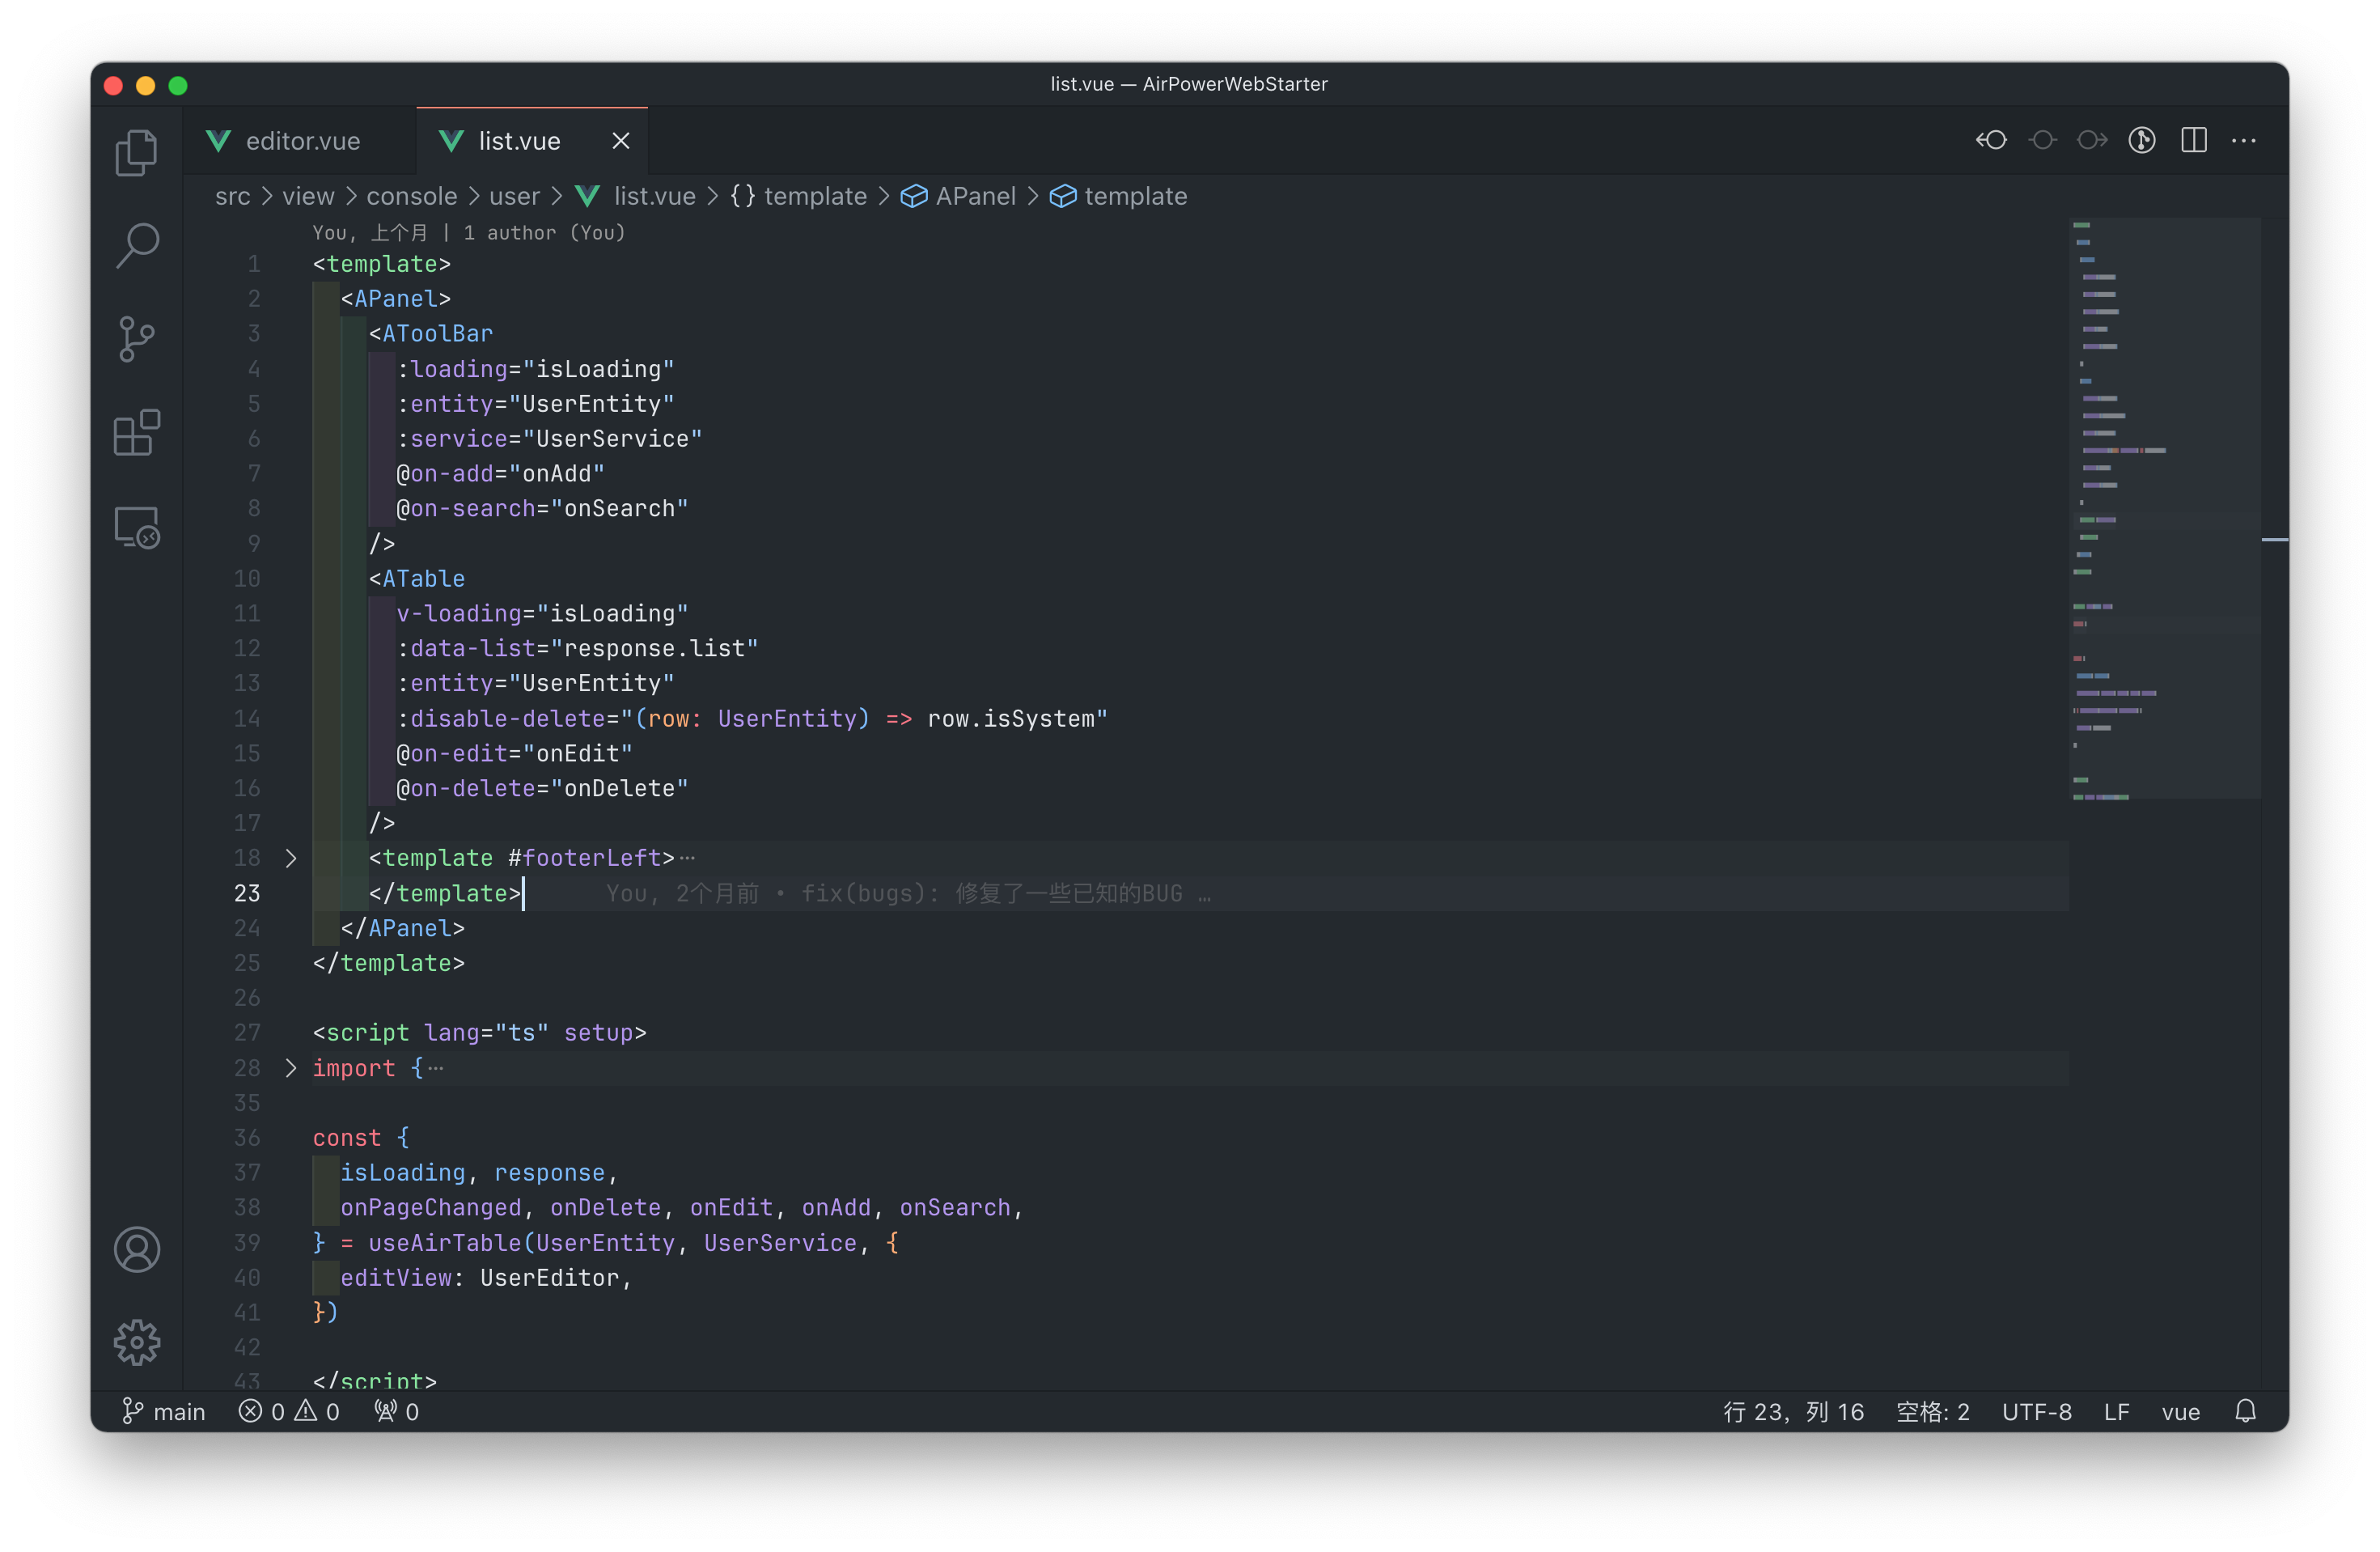 list.vue — AirPowerWebStarter
editor.vue
list.vue
src > view > console > user > list.vue > {} template > APanel > template
You, 上个月 | 1 author (You)
1 <template>
2 <APanel>
3 <AToolBar
4 :loading="isLoading"
5 :entity="UserEntity"
6 :service="UserService"
7 @on-add="onAdd"
8 @on-search="onSearch"
9 />
10 <ATable
11 v-loading="isLoading"
12 :data-list="response.list"
13 :entity="UserEntity"
14 :disable-delete="(row: UserEntity) => row.isSystem"
15 @on-edit="onEdit"
16 @on-delete="onDelete"
17 />
18 > <template #footerLeft>…
23 </template> You, 2个月前 • fix(bugs): 修复了一些已知的BUG …
24 </APanel>
25 </template>
26
27 <script lang="ts" setup>
28 > import {…
35
36 const {
37 isLoading, response,
38 onPageChanged, onDelete, onEdit, onAdd, onSearch,
39 } = useAirTable(UserEntity, UserService, {
40 editView: UserEditor,
41 })
42
43 </script>
main 0 0 0 行 23，列 16 空格: 2 UTF-8 LF vue